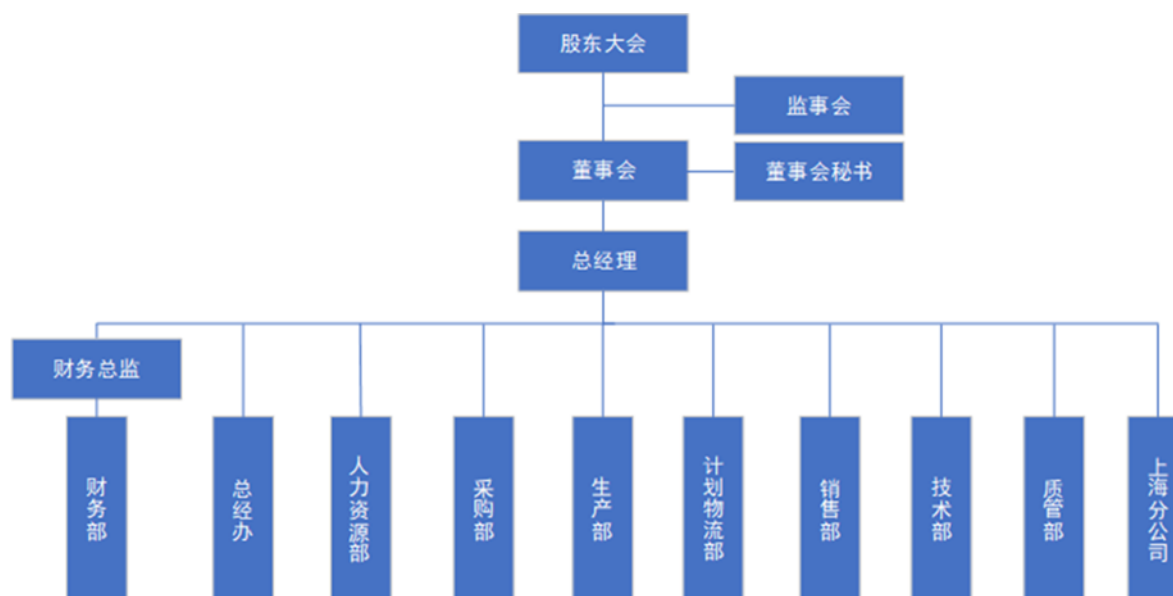 股东大会
监事会
董事会
董事会秘书
总经理
财务总监
财务部
总经办
人力资源部
采购部
生产部
计划物流部
销售部
技术部
质管部
上海分公司